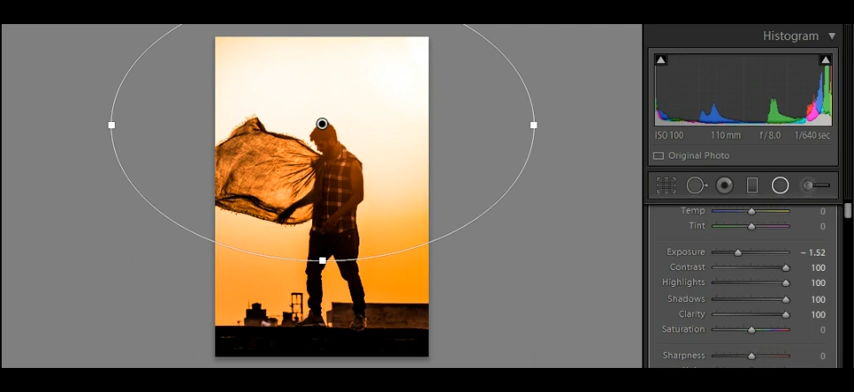 Histogram
ISO 100 110 mm f / 8.0 1/640 sec
Original Photo
Temp 0
Tint 0
Exposure − 1.52
Contrast 100
Highlights 100
Shadows 100
Clarity 100
Saturation 0
Sharpness 0